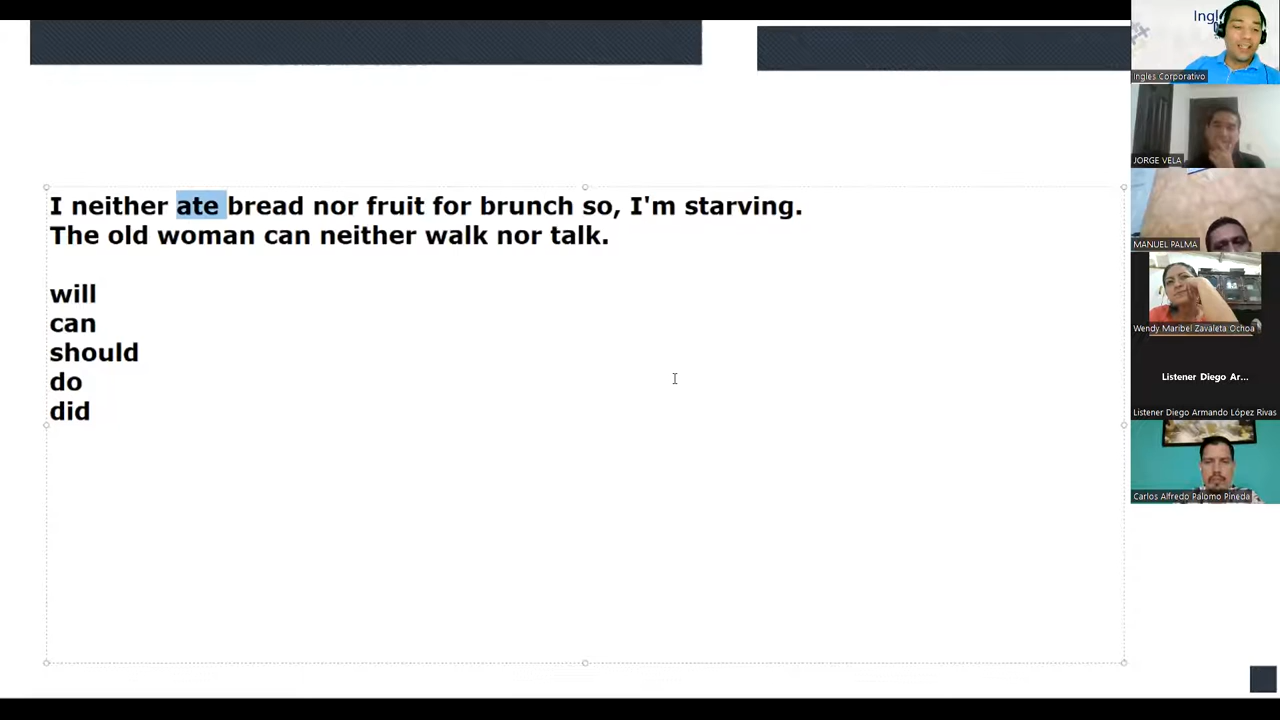 I neither ate bread nor fruit for brunch so, I'm starving.
The old woman can neither walk nor talk.
will
can
should
do
did
Ingles Corporativo
JORGE VELA
MANUEL PALMA
Wendy Maribel Zavaleta Ochoa
Listener Diego Ar...
Listener Diego Armando López Rivas
Carlos Alfredo Palomo Pineda